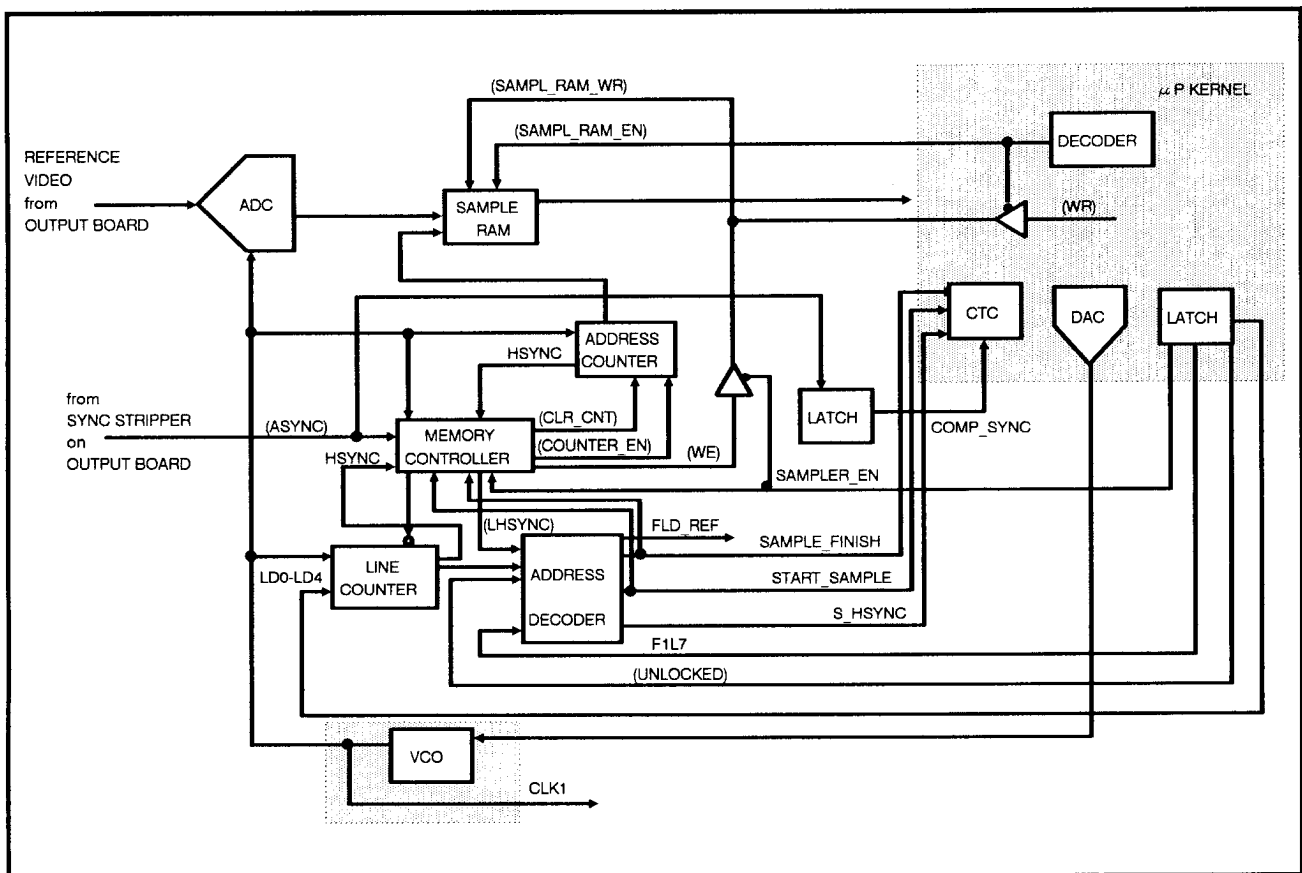 (SAMPL_RAM_WR)
μP KERNEL
(SAMPL_RAM_EN)
DECODER
REFERENCE
VIDEO
from
OUTPUT BOARD
ADC
SAMPLE
RAM
(WR)
CTC
DAC
LATCH
HSYNC
ADDRESS
COUNTER
from
SYNC STRIPPER
on
OUTPUT BOARD
(ASYNC)
HSYNC
MEMORY
CONTROLLER
(CLR_CNT)
(COUNTER_EN)
(WE)
LATCH
COMP_SYNC
SAMPLER_EN
(LHSYNC)
FLD_REF
SAMPLE_FINISH
LD0-LD4
LINE
COUNTER
ADDRESS
DECODER
START_SAMPLE
S_HSYNC
F1L7
(UNLOCKED)
VCO
CLK1